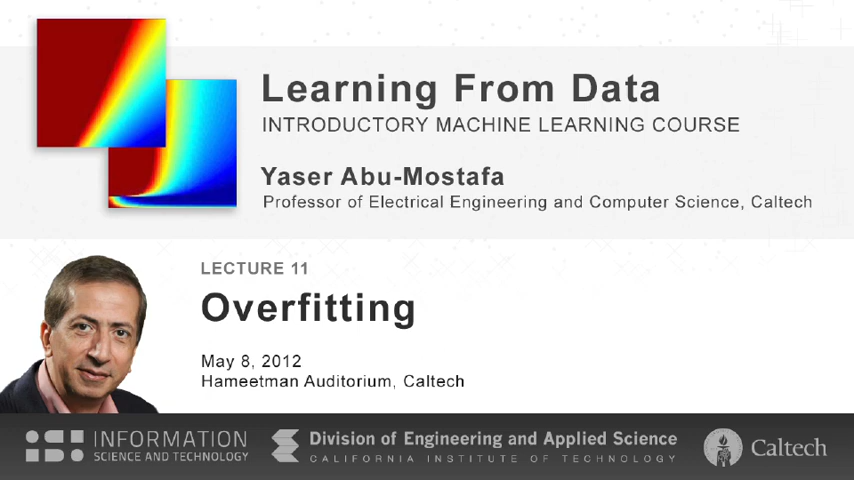 Learning From Data
INTRODUCTORY MACHINE LEARNING COURSE
Yaser Abu-Mostafa
Professor of Electrical Engineering and Computer Science, Caltech
LECTURE 11
Overfitting
May 8, 2012
Hameetman Auditorium, Caltech
INFORMATION
SCIENCE AND TECHNOLOGY
Division of Engineering and Applied Science
CALIFORNIA INSTITUTE OF TECHNOLOGY
Caltech